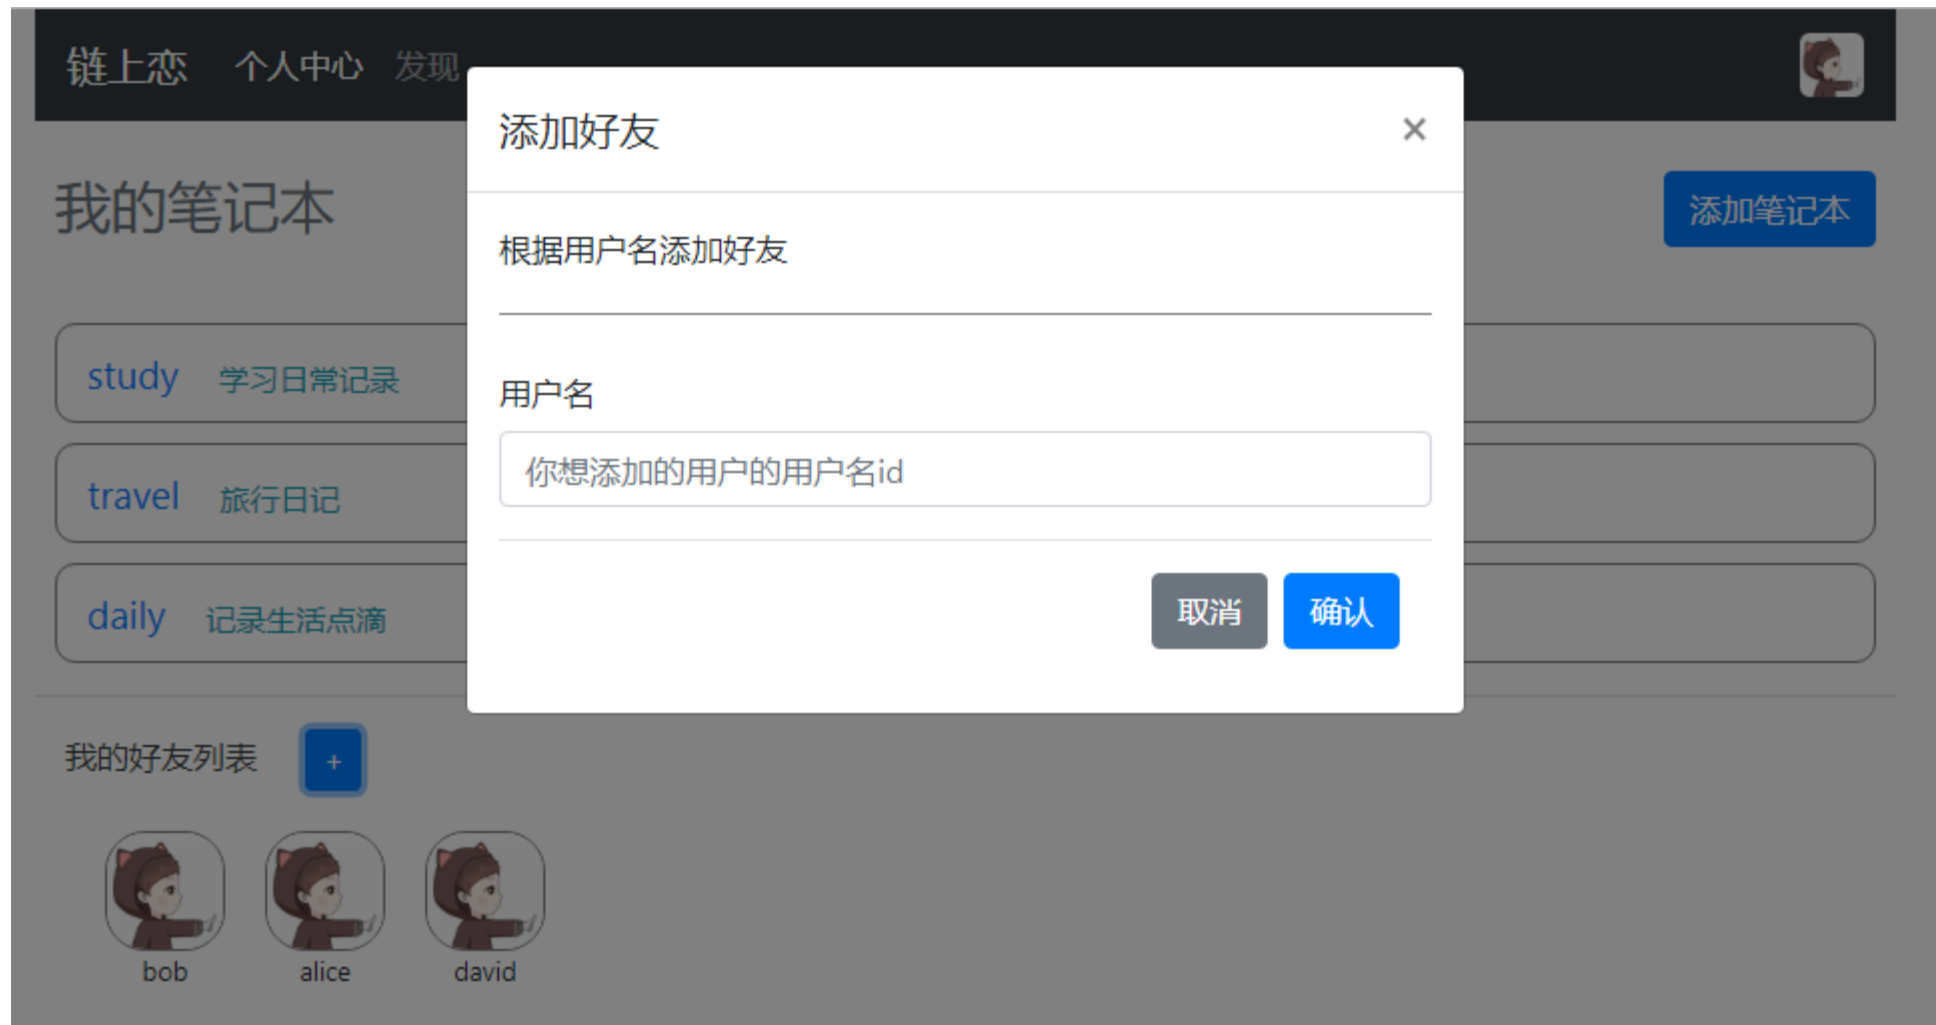 链上恋 个人中心 发现
添加好友 ×
我的笔记本
添加笔记本
根据用户名添加好友
study 学习日常记录
用户名
你想添加的用户的用户名id
travel 旅行日记
daily 记录生活点滴
取消 确认
我的好友列表 +
bob alice david